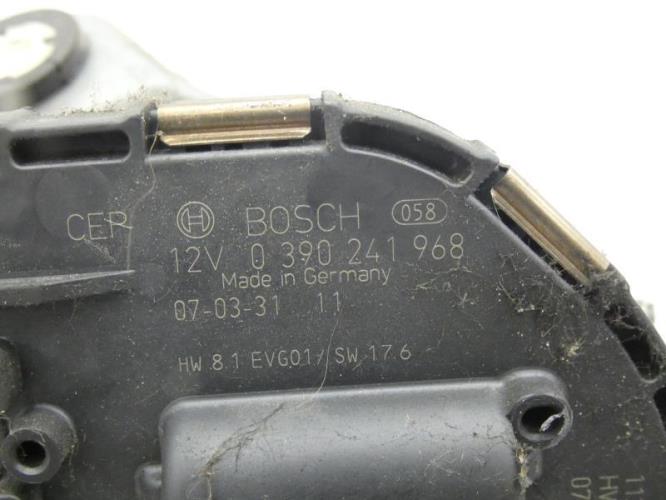 CER BOSCH 058
12V 0 390 241 968
Made in Germany
07-03-31 11
HW 8.1 EVG01/ SW 17.6